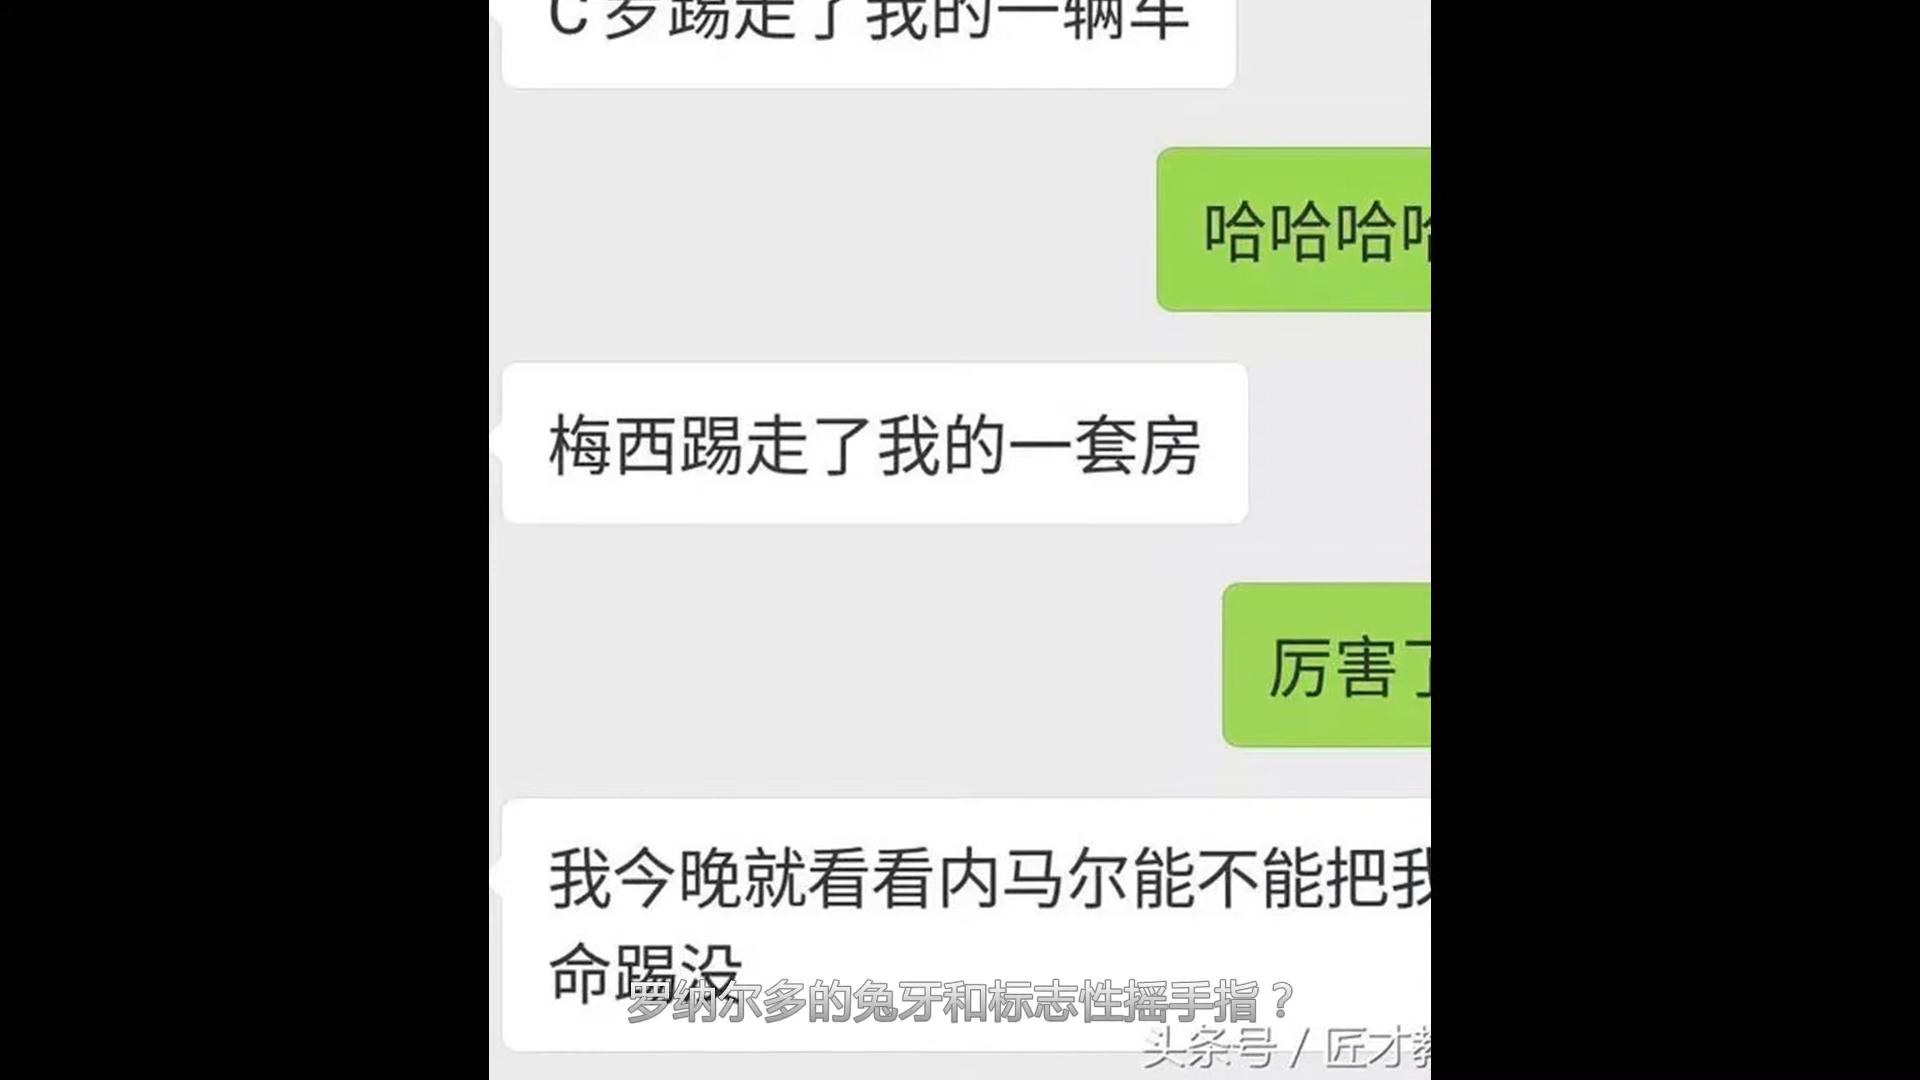 C罗踢走了我的一辆车
哈哈哈哈
梅西踢走了我的一套房
厉害了
我今晚就看看内马尔能不能把我
命踢没
罗纳尔多的兔牙和标志性摇手指？
头条号 / 匠才教